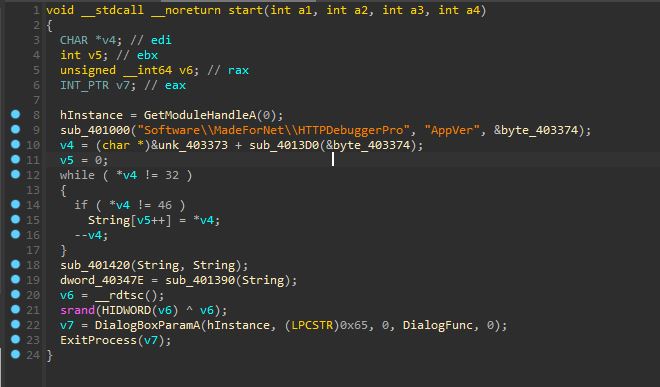 1 void __stdcall __noreturn start(int a1, int a2, int a3, int a4)
2 {
3 CHAR *v4; // edi
4 int v5; // ebx
5 unsigned __int64 v6; // rax
6 INT_PTR v7; // eax
7
8 hInstance = GetModuleHandleA(0);
9 sub_401000("Software\\MadeForNet\\HTTPDebuggerPro", "AppVer", &byte_403374);
10 v4 = (char *)&unk_403373 + sub_4013D0(&byte_403374);
11 v5 = 0;
12 while ( *v4 != 32 )
13 {
14 if ( *v4 != 46 )
15 String[v5++] = *v4;
16 --v4;
17 }
18 sub_401420(String, String);
19 dword_40347E = sub_401390(String);
20 v6 = __rdtsc();
21 srand(HIDWORD(v6) ^ v6);
22 v7 = DialogBoxParamA(hInstance, (LPCSTR)0x65, 0, DialogFunc, 0);
23 ExitProcess(v7);
24 }